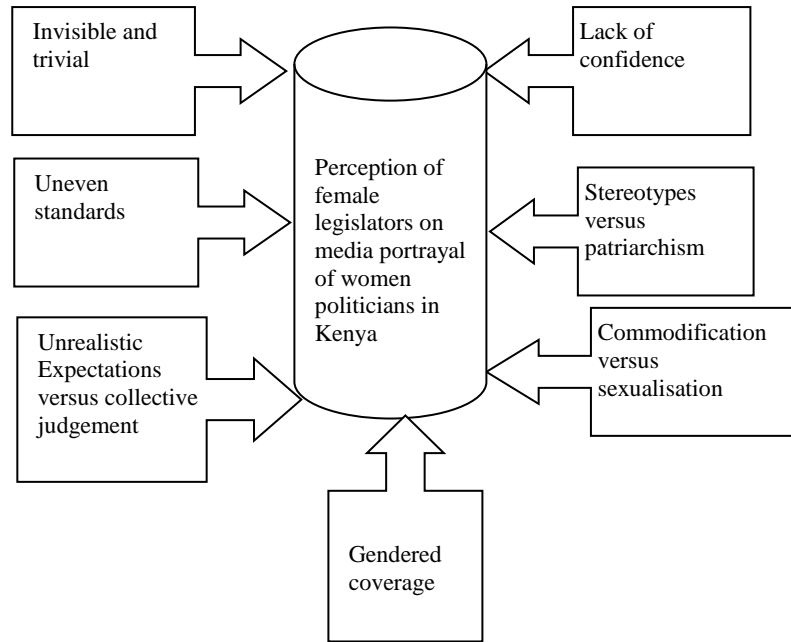 Invisible and
trivial
Lack of
confidence
Uneven
standards
Perception of
female
legislators on
media portrayal
of women
politicians in
Kenya
Stereotypes
versus
patriarchism
Unrealistic
Expectations
versus collective
judgement
Commodification
versus
sexualisation
Gendered
coverage